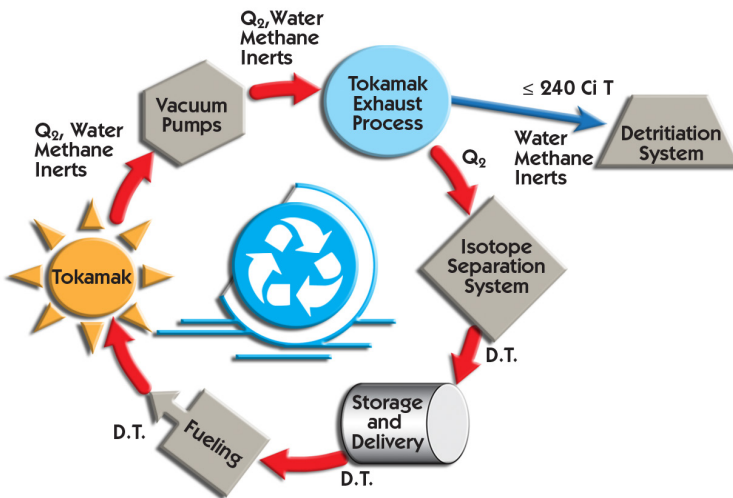 Q₂,Water
Methane
Inerts
Vacuum
Pumps
Tokamak
Exhaust
Process
≤ 240 Ci T
Detritiation
System
Q₂, Water
Methane
Inerts
Q₂
Water
Methane
Inerts
Tokamak
Isotope
Separation
System
D.T.
Storage
and
Delivery
D.T.
Fueling
D.T.